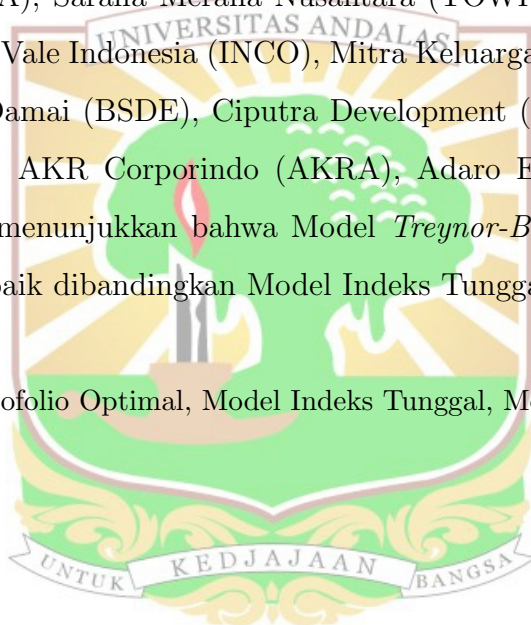 A), Sarana Menara Nusantara (TOW
UNIVERSITAS ANDALAS
Vale Indonesia (INCO), Mitra Keluarga
Damai (BSDE), Ciputra Development (
AKR Corporindo (AKRA), Adaro E
menunjukkan bahwa Model Treynor-B
baik dibandingkan Model Indeks Tungga
ofolio Optimal, Model Indeks Tunggal, M
UNTUK KEDJAJAAN BANGSA